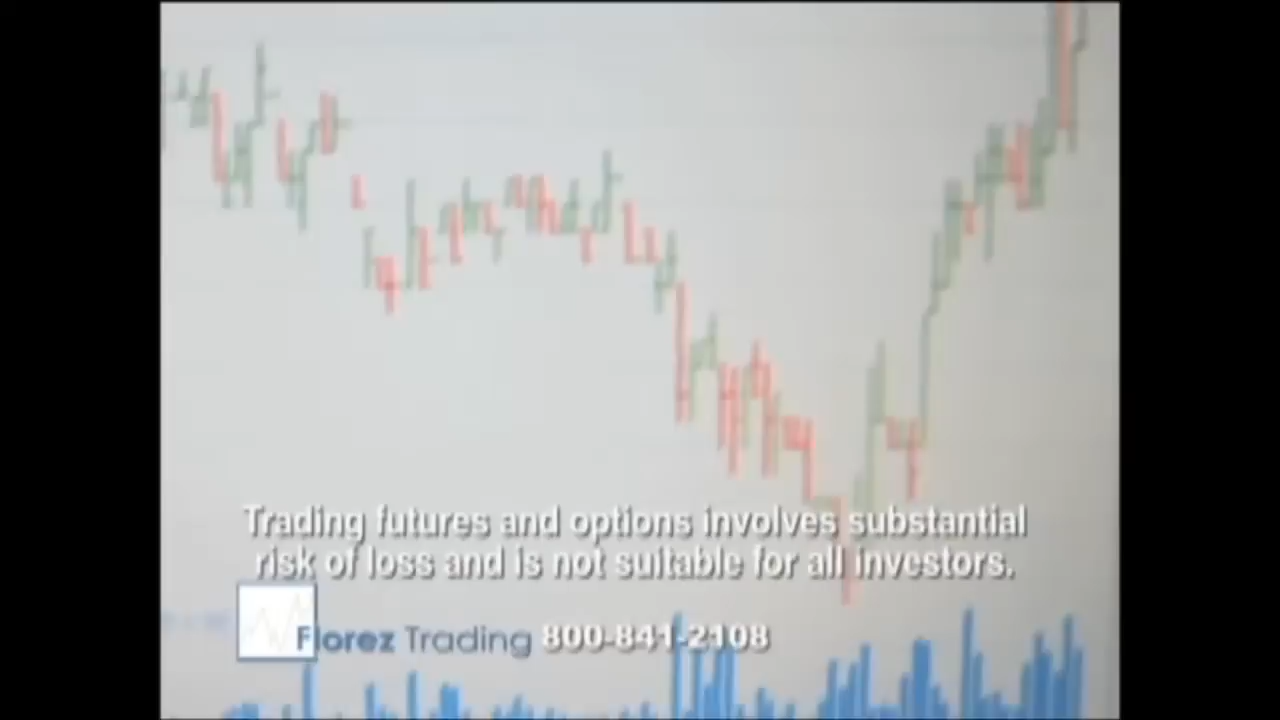 Trading futures and options involves substantial
risk of loss and is not suitable for all investors.
Florez Trading 800-841-2108